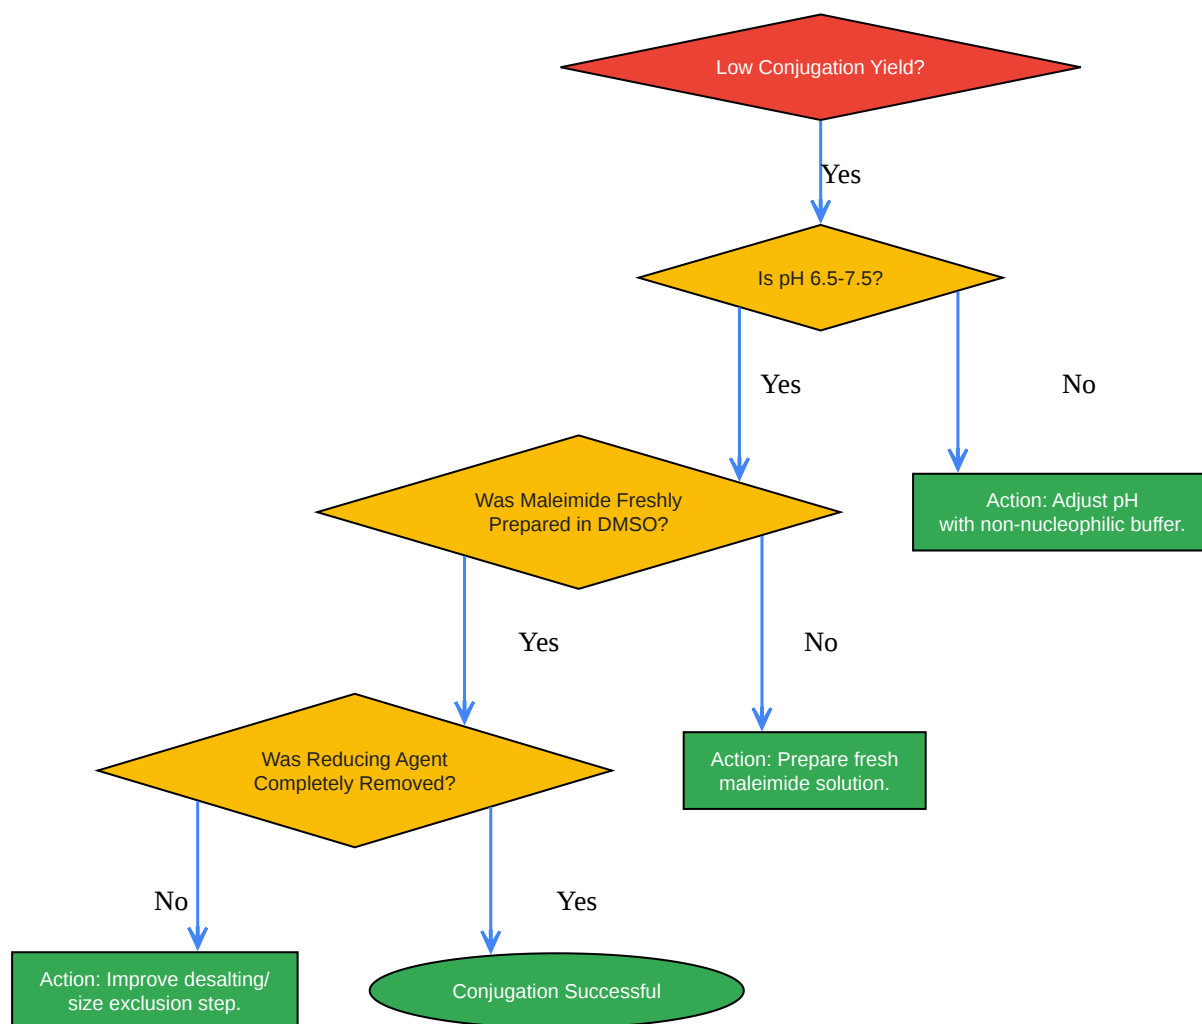 Low Conjugation Yield?
Yes
Is pH 6.5-7.5?
Yes
No
Was Maleimide Freshly
Prepared in DMSO?
Action: Adjust pH
with non-nucleophilic buffer.
Yes
No
Was Reducing Agent
Completely Removed?
Action: Prepare fresh
maleimide solution.
No
Yes
Action: Improve desalting/
size exclusion step.
Conjugation Successful